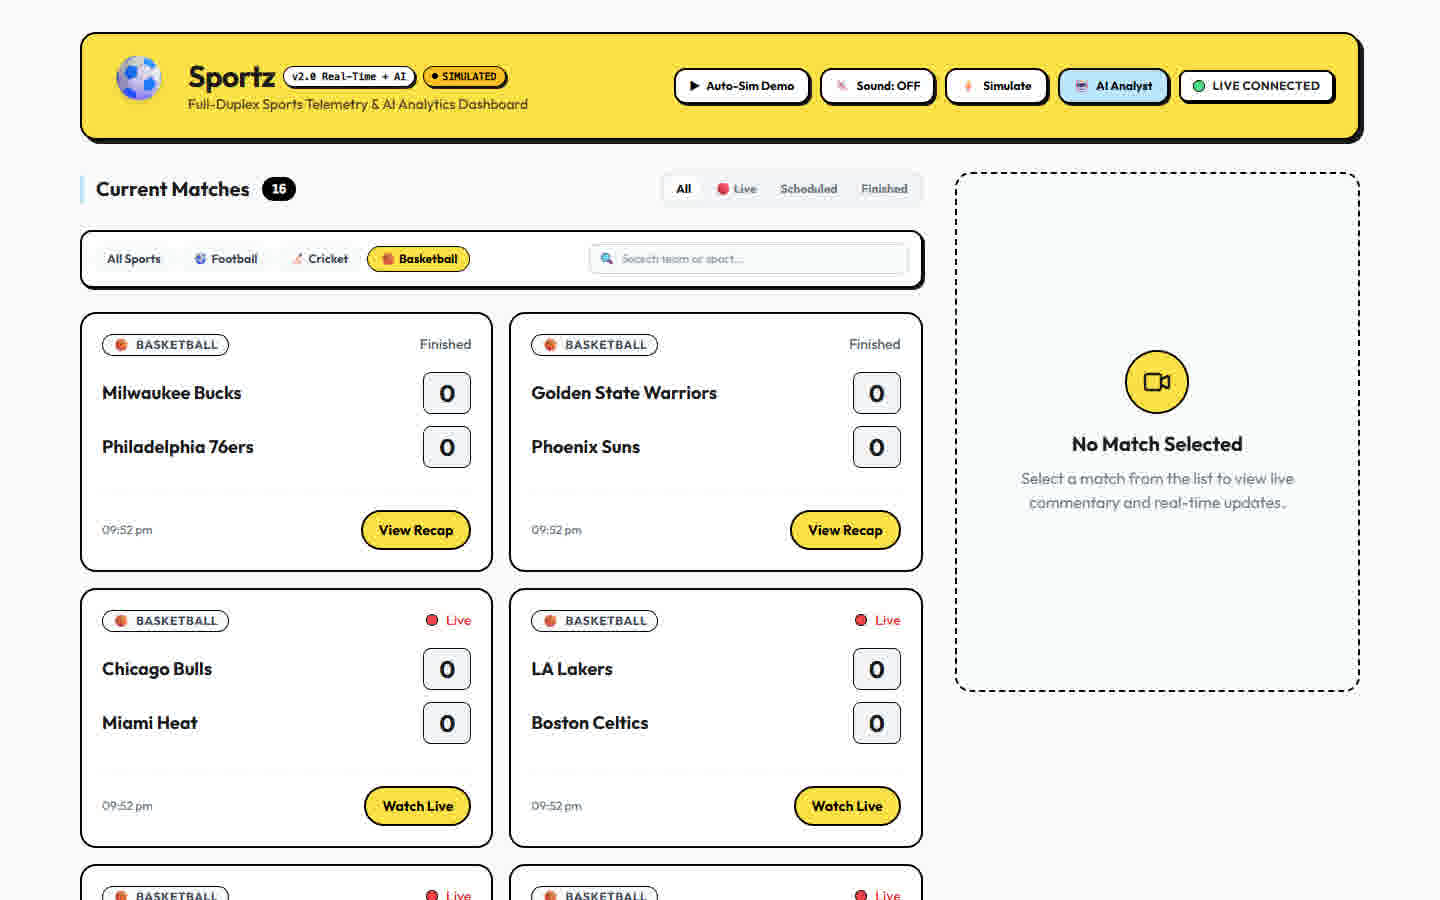 Sportz v2.0 Real-Time + AI SIMULATED
Full-Duplex Sports Telemetry & AI Analytics Dashboard
Auto-Sim Demo
Sound: OFF
Simulate
AI Analyst
LIVE CONNECTED
Current Matches 16
All Live Scheduled Finished
All Sports Football Cricket Basketball
Search team or sport...
BASKETBALL Finished
Milwaukee Bucks 0
Philadelphia 76ers 0
09:52 pm View Recap
BASKETBALL Finished
Golden State Warriors 0
Phoenix Suns 0
09:52 pm View Recap
BASKETBALL Live
Chicago Bulls 0
Miami Heat 0
09:52 pm Watch Live
BASKETBALL Live
LA Lakers 0
Boston Celtics 0
09:52 pm Watch Live
BASKETBALL Live
BASKETBALL Live
No Match Selected
Select a match from the list to view live
commentary and real-time updates.